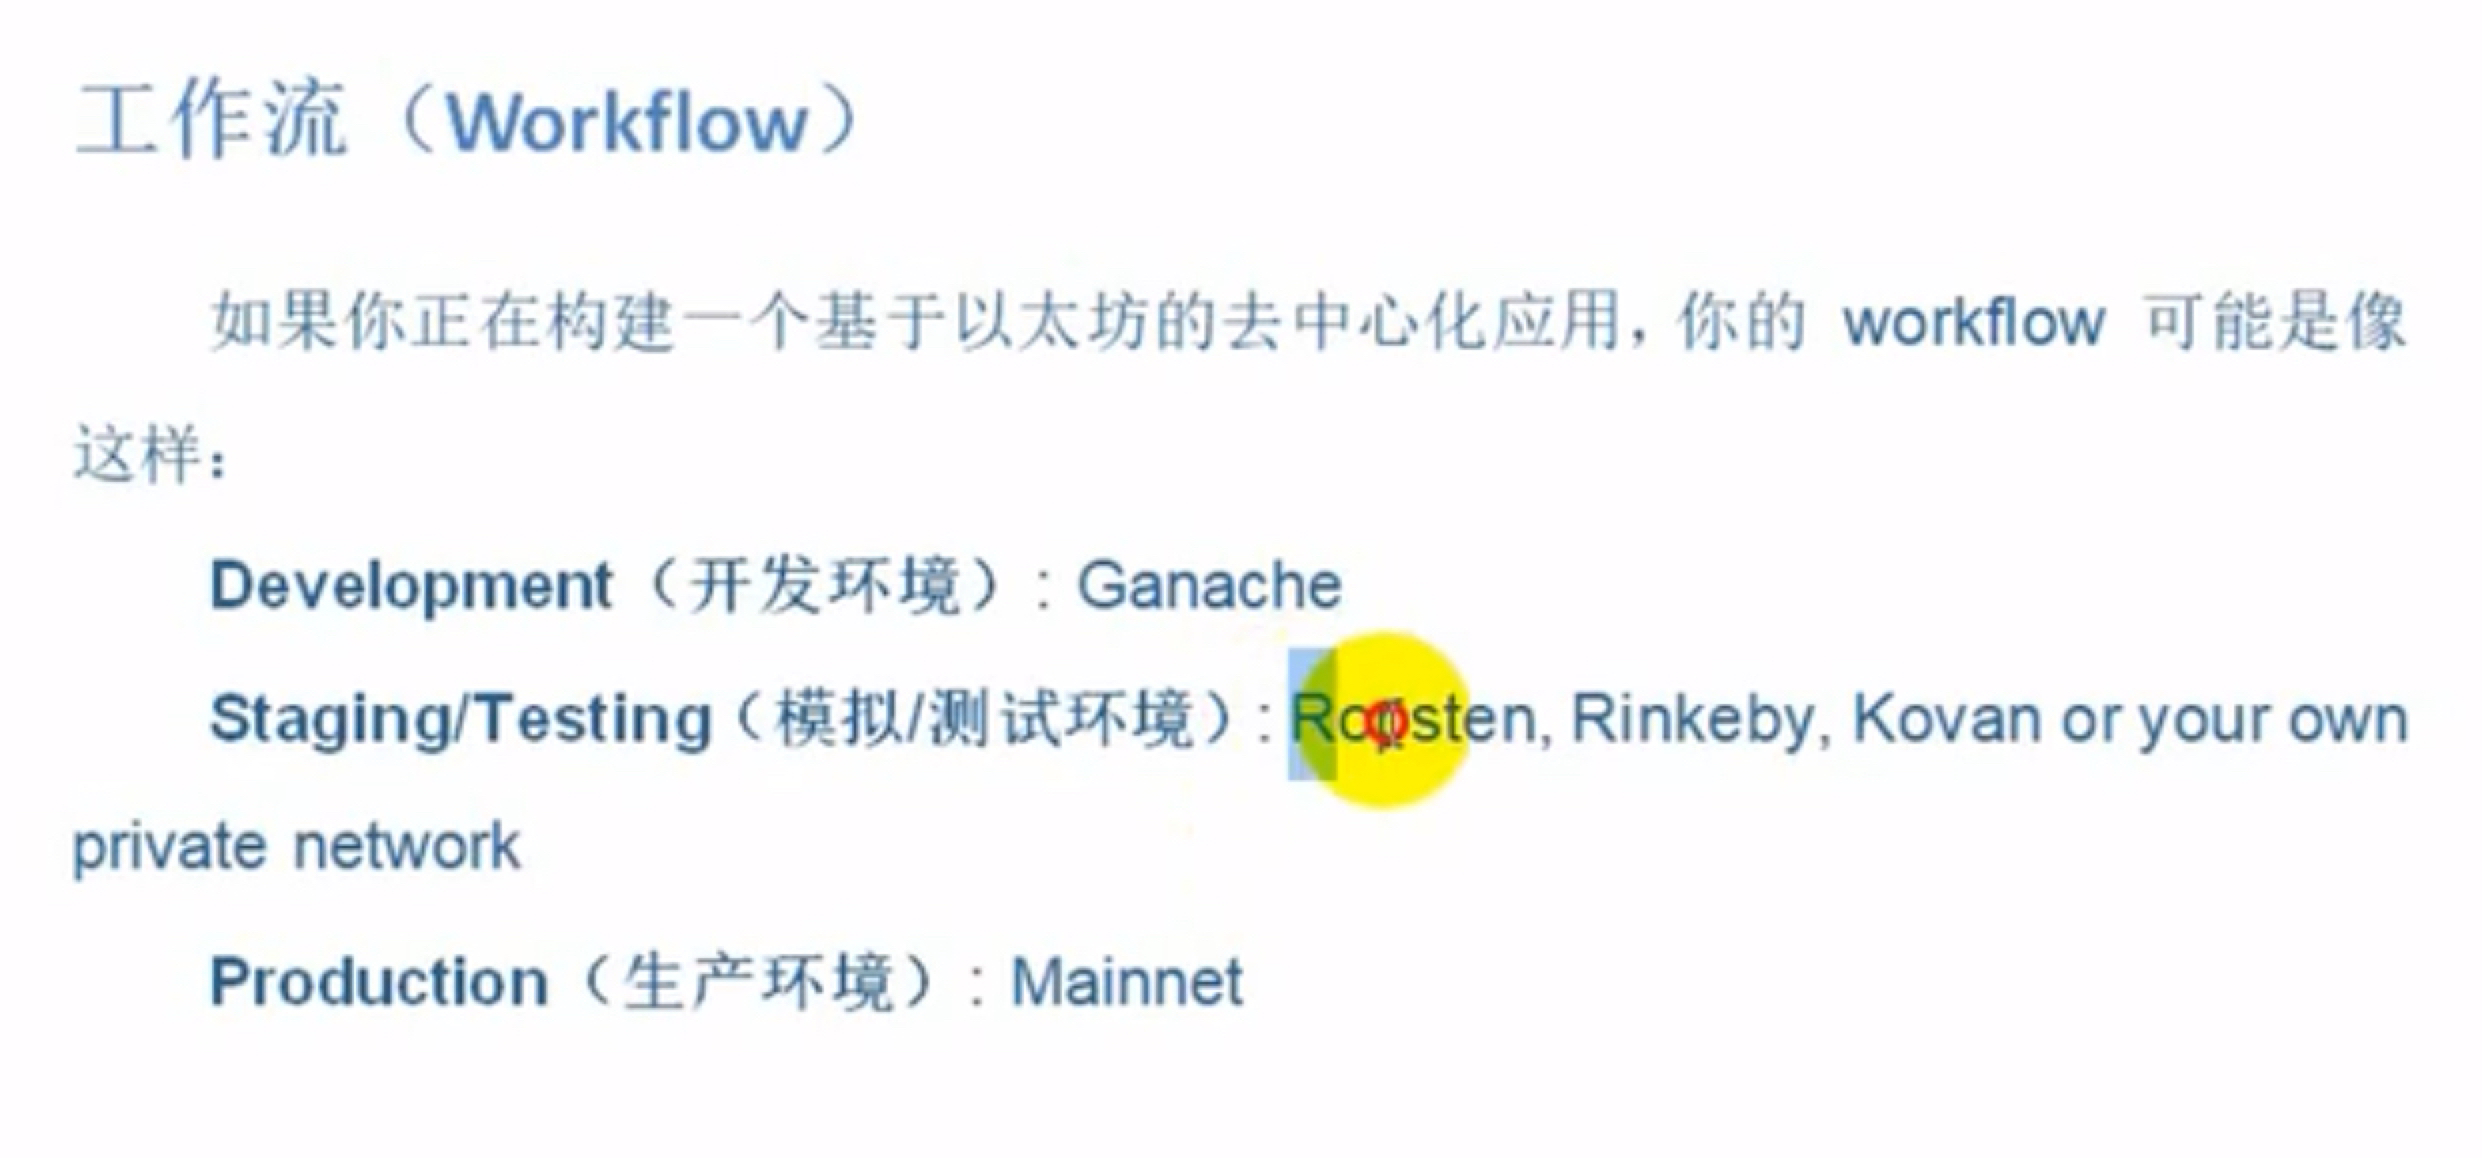 工作流（Workflow）
如果你正在构建一个基于以太坊的去中心化应用，你的 workflow 可能是像
这样：
Development（开发环境）: Ganache
Staging/Testing（模拟/测试环境）: Ropsten, Rinkeby, Kovan or your own
private network
Production（生产环境）: Mainnet